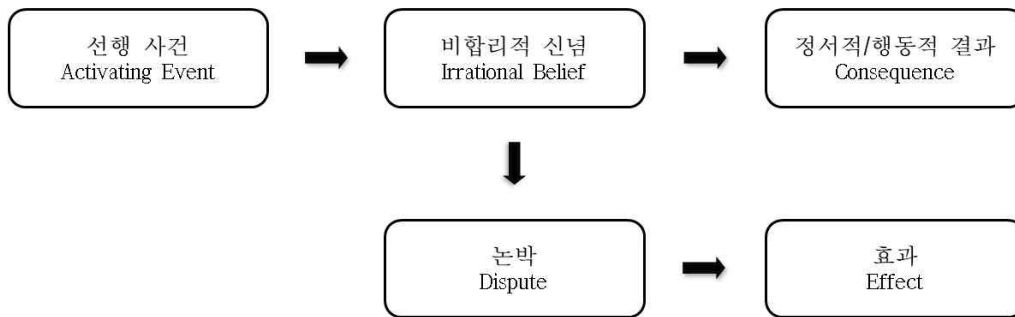 선행 사건
Activating Event
비합리적 신념
Irrational Belief
정서적/행동적 결과
Consequence
논박
Dispute
효과
Effect